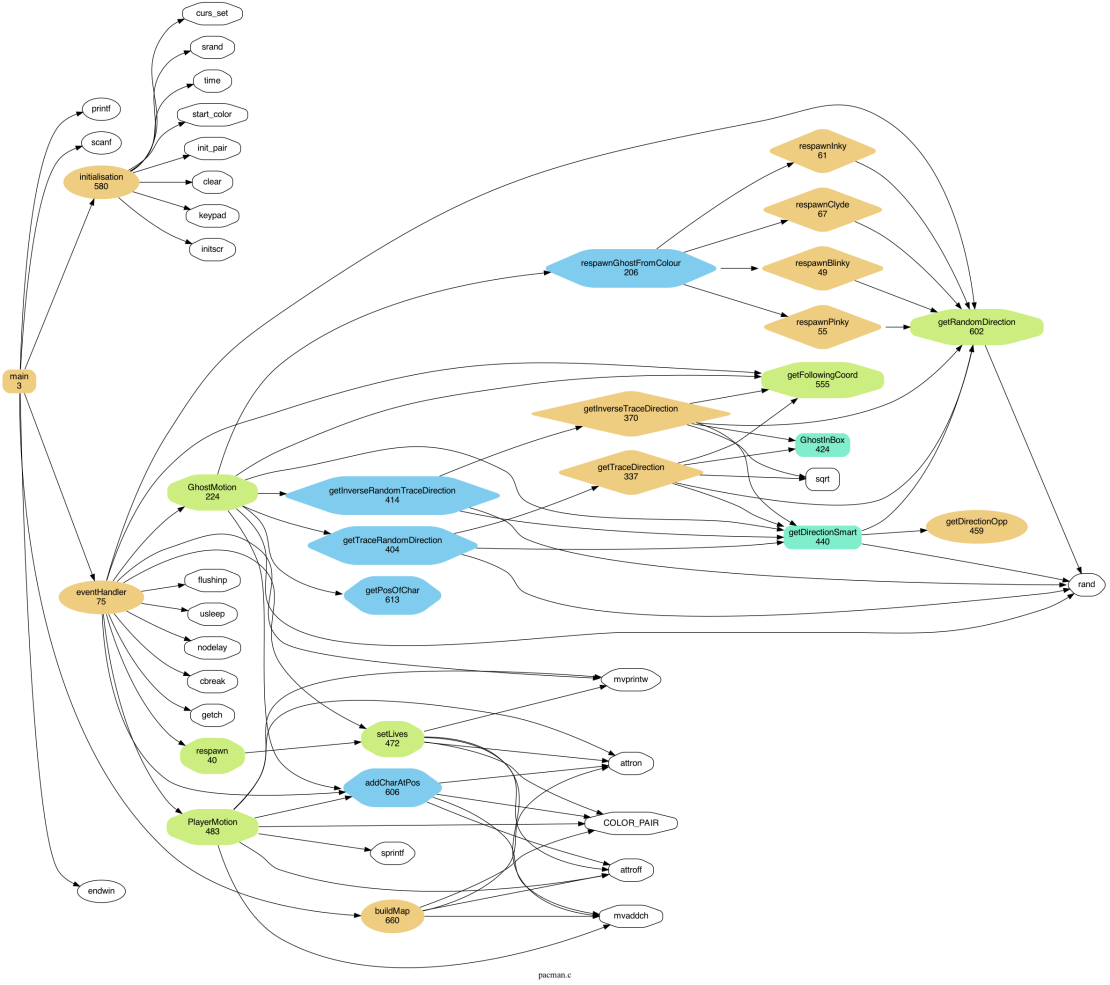 curs_set
srand
time
start_color
init_pair
clear
keypad
initscr
printf
scanf
initialisation
580
main
3
respawnInky
61
respawnClyde
67
respawnGhostFromColour
206
respawnBlinky
49
respawnPinky
55
getRandomDirection
602
getFollowingCoord
555
getInverseTraceDirection
370
GhostInBox
424
getTraceDirection
337
sqrt
GhostMotion
224
getInverseRandomTraceDirection
414
getTraceRandomDirection
404
getDirectionSmart
440
getDirectionOpp
459
getPosOfChar
613
rand
eventHandler
75
flushinp
usleep
nodelay
cbreak
getch
mvprintw
respawn
40
setLives
472
attron
addCharAtPos
606
PlayerMotion
483
COLOR_PAIR
sprintf
attroff
endwin
buildMap
660
mvaddch
pacman.c